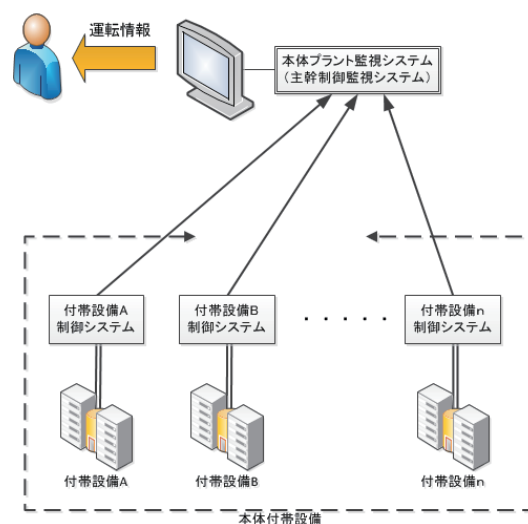 運転情報
本体プラント監視システム
(主幹制御監視システム)
付帯設備A
制御システム
付帯設備B
制御システム
・・・・・
付帯設備n
制御システム
付帯設備A
付帯設備B
付帯設備n
本体付帯設備